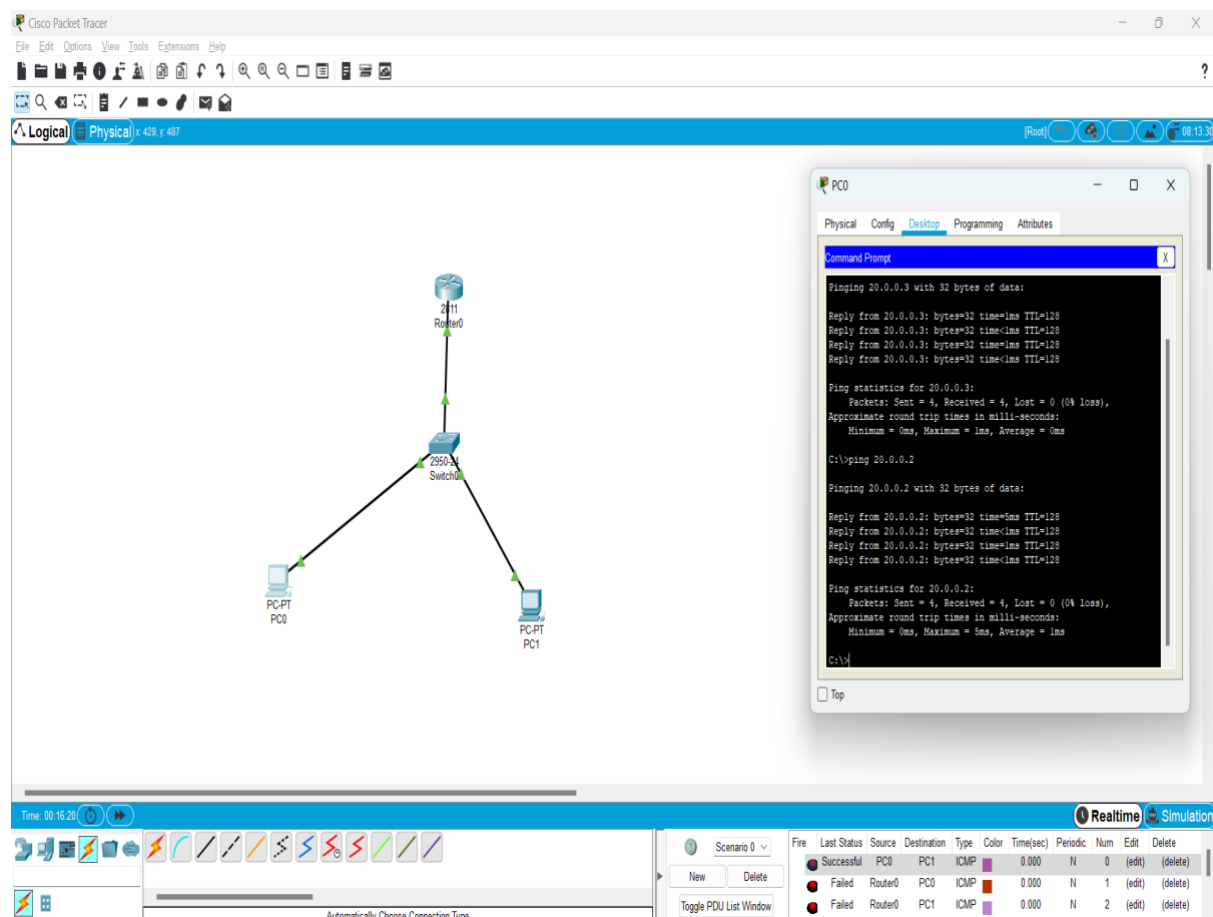 Cisco Packet Tracer
File Edit Options View Tools Extensions Help
?
Logical Physical x: 429, y: 487 [Root] 08:13:30
PC0
Physical Config Desktop Programming Attributes
Command Prompt X
Pinging 20.0.0.3 with 32 bytes of data:
Reply from 20.0.0.3: bytes=32 time=1ms TTL=128
Reply from 20.0.0.3: bytes=32 time<1ms TTL=128
Reply from 20.0.0.3: bytes=32 time=1ms TTL=128
Reply from 20.0.0.3: bytes=32 time<1ms TTL=128
Ping statistics for 20.0.0.3:
Packets: Sent = 4, Received = 4, Lost = 0 (0% loss),
Approximate round trip times in milli-seconds:
Minimum = 0ms, Maximum = 1ms, Average = 0ms
C:\>ping 20.0.0.2
Pinging 20.0.0.2 with 32 bytes of data:
Reply from 20.0.0.2: bytes=32 time=5ms TTL=128
Reply from 20.0.0.2: bytes=32 time<1ms TTL=128
Reply from 20.0.0.2: bytes=32 time=1ms TTL=128
Reply from 20.0.0.2: bytes=32 time<1ms TTL=128
Ping statistics for 20.0.0.2:
Packets: Sent = 4, Received = 4, Lost = 0 (0% loss),
Approximate round trip times in milli-seconds:
Minimum = 0ms, Maximum = 5ms, Average = 1ms
C:\>
Top
2811
Router0
2950-24
Switch0
PC-PT
PC0
PC-PT
PC1
Time: 00:16:20 Realtime Simulation
Scenario 0
New Delete
Toggle PDU List Window
Fire Last Status Source Destination Type Color Time(sec) Periodic Num Edit Delete
Successful PC0 PC1 ICMP 0.000 N 0 (edit) (delete)
Failed Router0 PC0 ICMP 0.000 N 1 (edit) (delete)
Failed Router0 PC1 ICMP 0.000 N 2 (edit) (delete)
Automatically Choose Connection Type